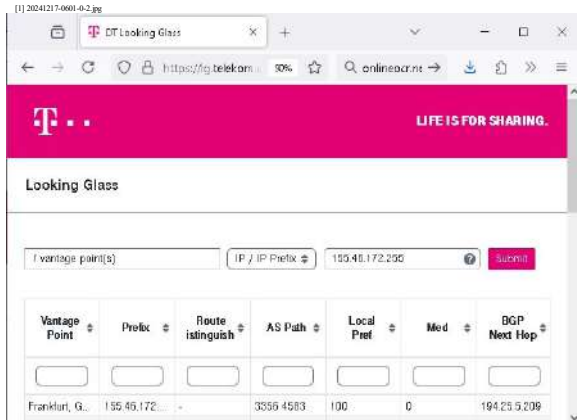 [1] 20241217-0601-0-2.jpg
DT Looking Glass
https://lg.telekom
90%
onlineocr.ne
T
LIFE IS FOR SHARING.
Looking Glass
vantage point(s)
IP / IP Prefix
155.46.172.255
Submit
Vantage Point
Prefix
Route istinguish
AS Path
Local Pref
Med
BGP Next Hop
Frankfurt, G... 155.46.172... - 3356 4583 100 0 194.25.5.209